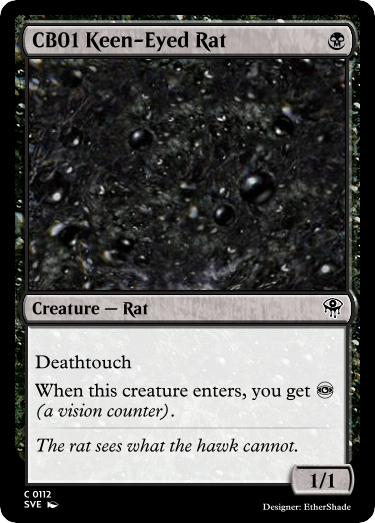 CB01 Keen-Eyed Rat
Creature — Rat
Deathtouch
When this creature enters, you get
(a vision counter).
The rat sees what the hawk cannot.
1/1
C 0112
SVE
Designer: EtherShade